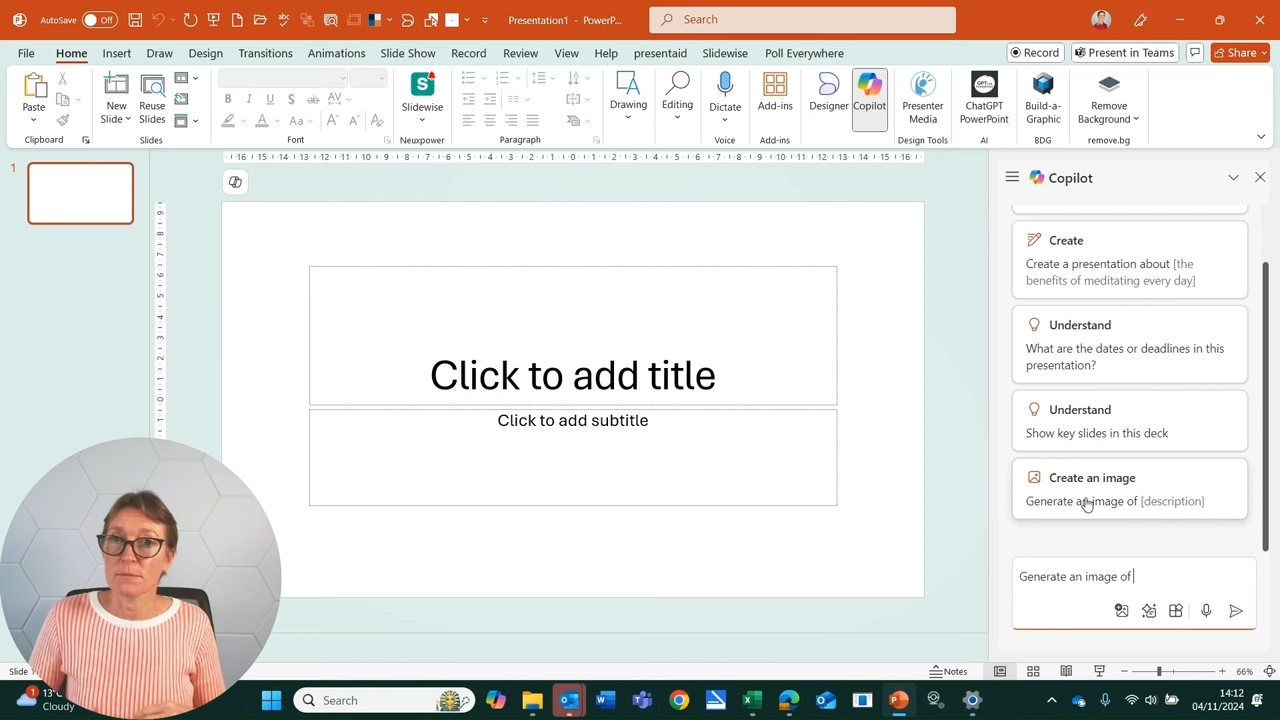 AutoSave
Off
Presentation1 - PowerP...
Search
File
Home
Insert
Draw
Design
Transitions
Animations
Slide Show
Record
Review
View
Help
presentaid
Slidewise
Poll Everywhere
Record
Present in Teams
Share
Paste
New
Slide
Reuse
Slides
Slidewise
Drawing
Editing
Dictate
Add-ins
Designer
Copilot
Presenter
Media
ChatGPT
PowerPoint
Build-a-
Graphic
Remove
Background
Clipboard
Slides
Font
Neuxpower
Paragraph
Voice
Add-ins
Design Tools
AI
BDG
remove.bg
1
Click to add title
Click to add subtitle
Copilot
Create
Create a presentation about [the
benefits of meditating every day]
Understand
What are the dates or deadlines in this
presentation?
Understand
Show key slides in this deck
Create an image
Generate an image of [description]
Generate an image of
Notes
66%
13°C
Cloudy
Search
14:12
04/11/2024